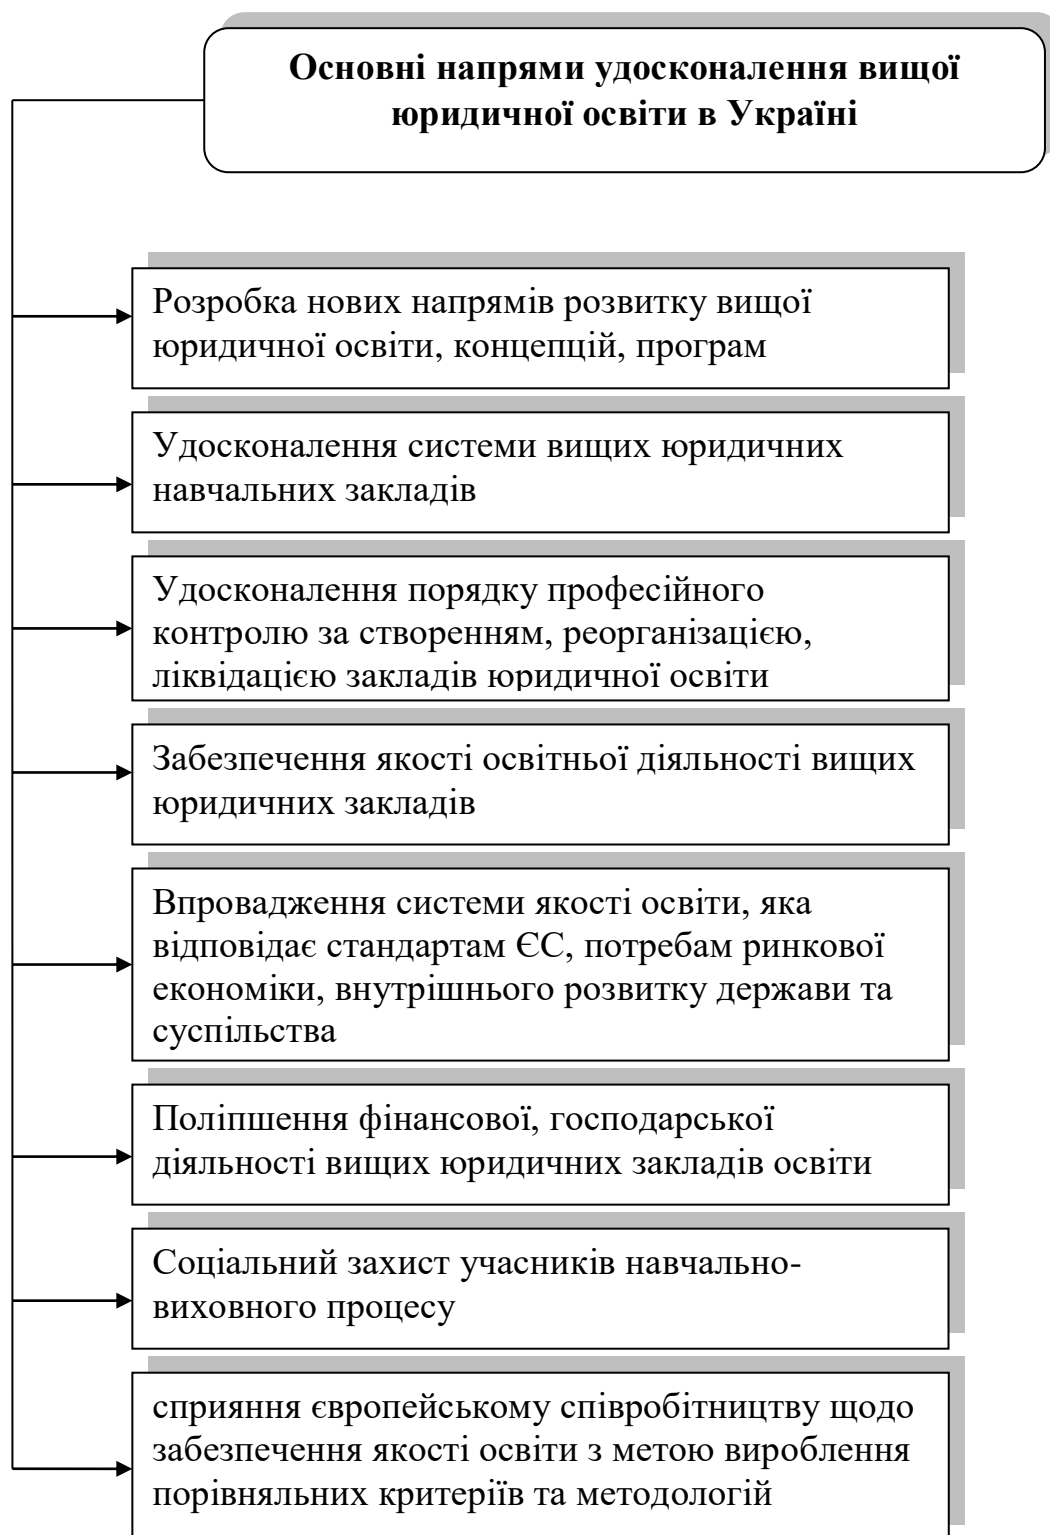 Основні напрями удосконалення вищої
юридичної освіти в Україні
Розробка нових напрямів розвитку вищої
юридичної освіти, концепцій, програм
Удосконалення системи вищих юридичних
навчальних закладів
Удосконалення порядку професійного
контролю за створенням, реорганізацією,
ліквідацією закладів юридичної освіти
Забезпечення якості освітньої діяльності вищих
юридичних закладів
Впровадження системи якості освіти, яка
відповідає стандартам ЄС, потребам ринкової
економіки, внутрішнього розвитку держави та
суспільства
Поліпшення фінансової, господарської
діяльності вищих юридичних закладів освіти
Соціальний захист учасників навчально-
виховного процесу
сприяння європейському співробітництву щодо
забезпечення якості освіти з метою вироблення
порівняльних критеріїв та методологій